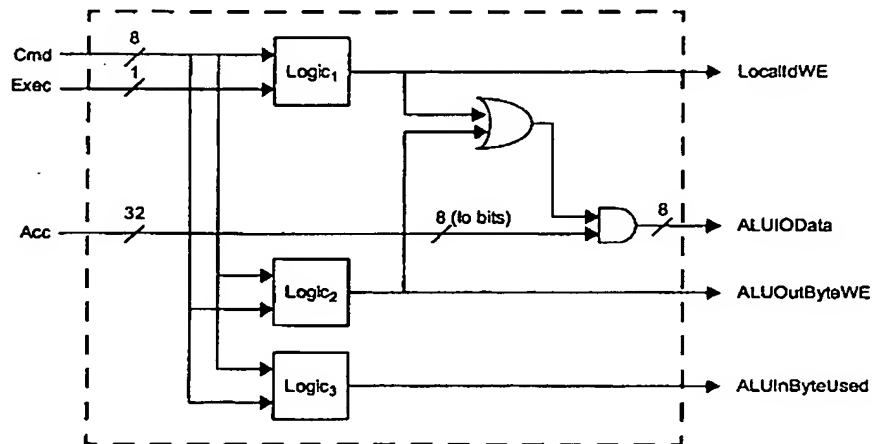 Cmd
8
Exec
1
Logic₁
LocalIdWE
Acc
32
8 (lo bits)
8
ALUIOData
Logic₂
ALUOutByteWE
Logic₃
ALUInByteUsed